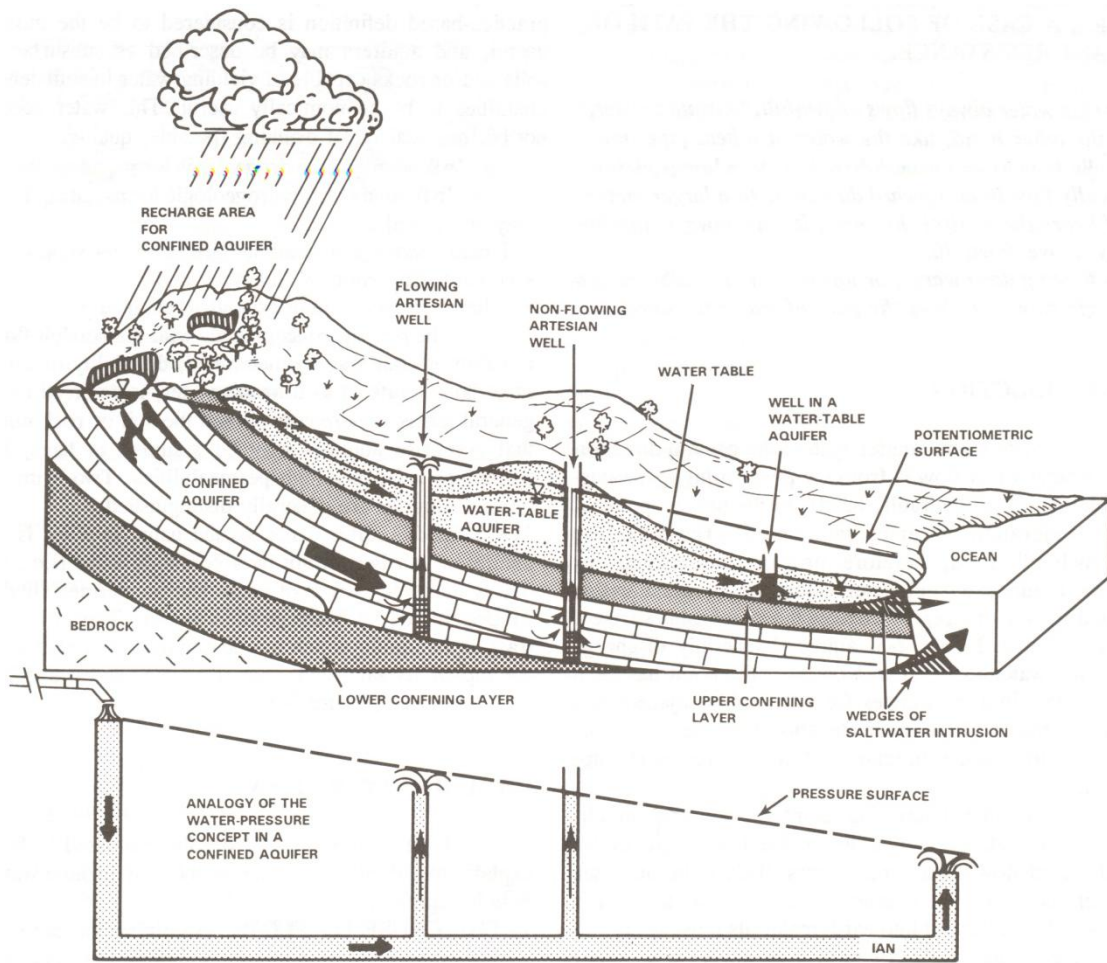 RECHARGE AREA
FOR
CONFINED AQUIFER
FLOWING
ARTESIAN
WELL
NON-FLOWING
ARTESIAN
WELL
WATER TABLE
WELL IN A
WATER-TABLE
AQUIFER
POTENTIOMETRIC
SURFACE
CONFINED
AQUIFER
WATER-TABLE
AQUIFER
OCEAN
BEDROCK
LOWER CONFINING LAYER
UPPER CONFINING
LAYER
WEDGES OF
SALTWATER INTRUSION
ANALOGY OF THE
WATER-PRESSURE
CONCEPT IN A
CONFINED AQUIFER
PRESSURE SURFACE
IAN